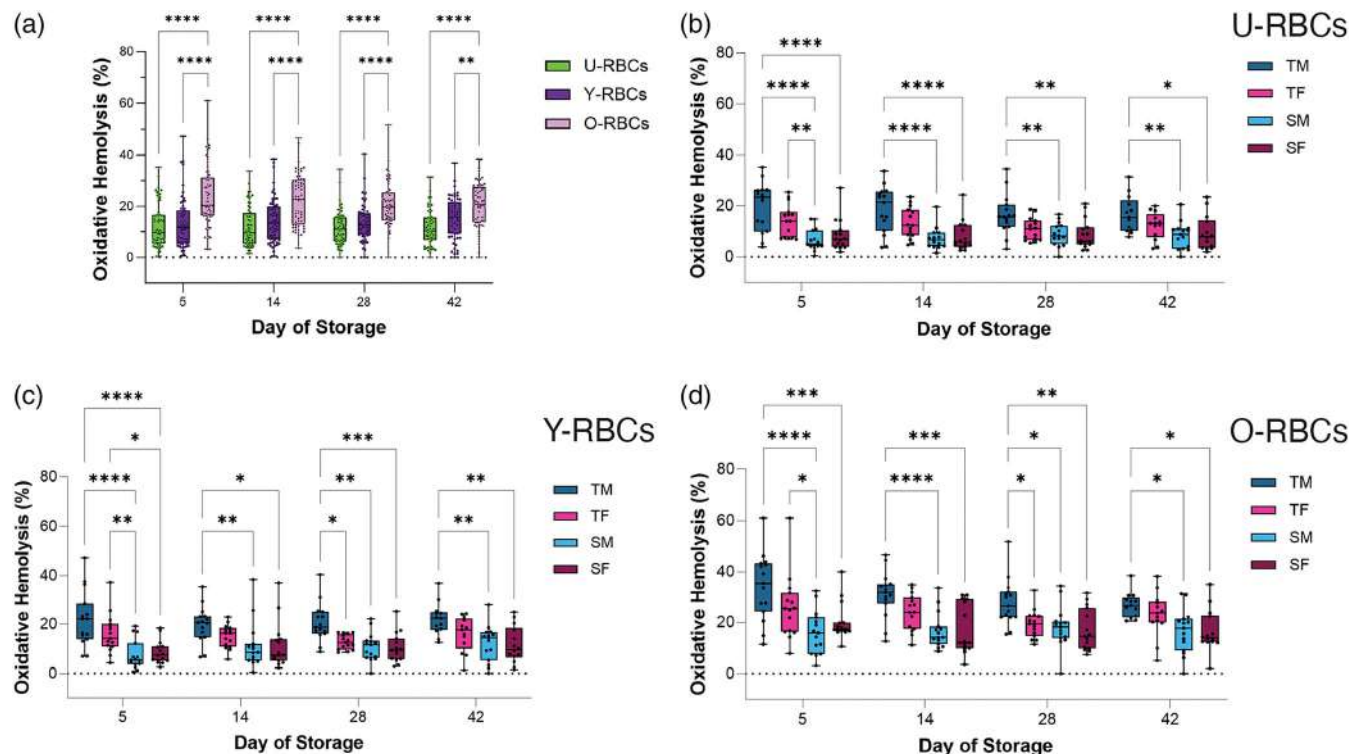 (a)
**** **** **** ****
**** **** **** **
80
60
40
20
0
Oxidative Hemolysis (%)
5 14 28 42
Day of Storage
U-RBCs
Y-RBCs
O-RBCs
(b)
U-RBCs
****
**** **** ** *
** **** ** **
80
60
40
20
0
Oxidative Hemolysis (%)
5 14 28 42
Day of Storage
TM
TF
SM
SF
(c)
Y-RBCs
****
* ***
**** * ** **
** ** * **
80
60
40
20
0
Oxidative Hemolysis (%)
5 14 28 42
Day of Storage
TM
TF
SM
SF
(d)
O-RBCs
*** **
**** *** * *
* **** * *
80
60
40
20
0
Oxidative Hemolysis (%)
5 14 28 42
Day of Storage
TM
TF
SM
SF